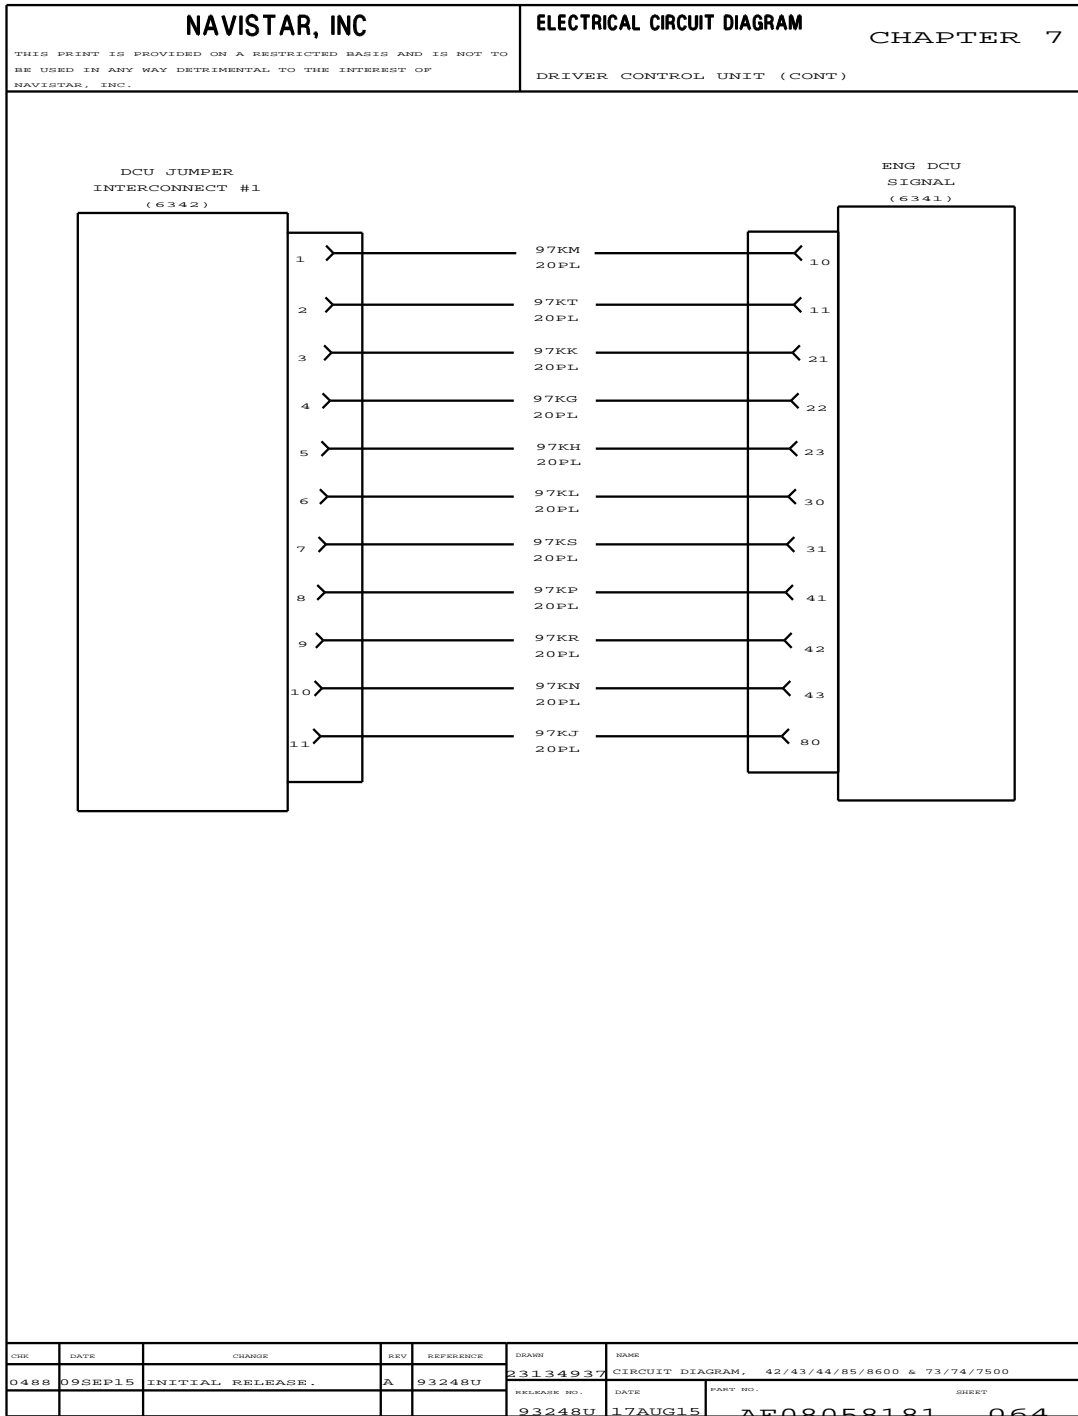 NAVISTAR, INC
THIS PRINT IS PROVIDED ON A RESTRICTED BASIS AND IS NOT TO
BE USED IN ANY WAY DETRIMENTAL TO THE INTEREST OF
NAVISTAR, INC.
ELECTRICAL CIRCUIT DIAGRAM
CHAPTER 7
DRIVER CONTROL UNIT (CONT)
DCU JUMPER
INTERCONNECT #1
(6342)
ENG DCU
SIGNAL
(6341)
1 97KM 10
20PL
2 97KT 11
20PL
3 97KK 21
20PL
4 97KG 22
20PL
5 97KH 23
20PL
6 97KL 30
20PL
7 97KS 31
20PL
8 97KP 41
20PL
9 97KR 42
20PL
10 97KN 43
20PL
11 97KJ 80
20PL
CHK DATE CHANGE REV REFERENCE
0488 09SEP15 INITIAL RELEASE. A 93248U
DRAWN
23134937
NAME
CIRCUIT DIAGRAM, 42/43/44/85/8600 & 73/74/7500
RELEASE NO. DATE PART NO. SHEET
93248U 17AUG15 AF08058181 064